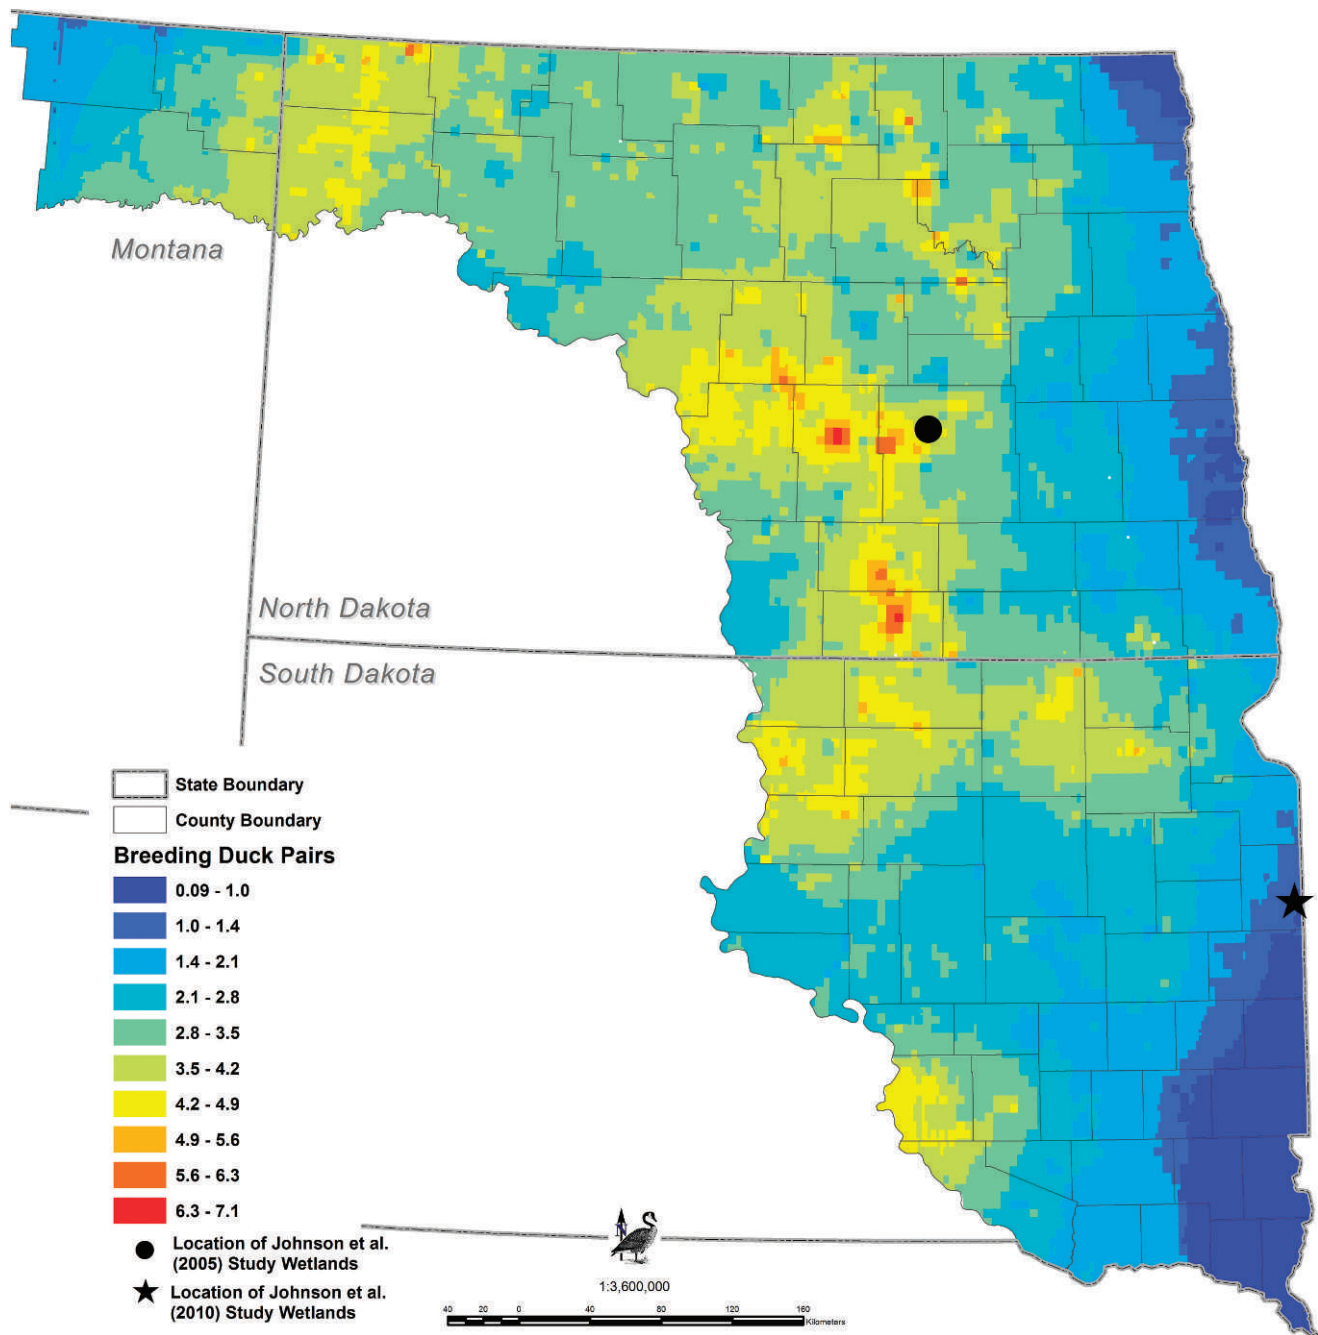 Montana
North Dakota
South Dakota
State Boundary
County Boundary
Breeding Duck Pairs
0.09 - 1.0
1.0 - 1.4
1.4 - 2.1
2.1 - 2.8
2.8 - 3.5
3.5 - 4.2
4.2 - 4.9
4.9 - 5.6
5.6 - 6.3
6.3 - 7.1
Location of Johnson et al.
(2005) Study Wetlands
Location of Johnson et al.
(2010) Study Wetlands
N
1:3,600,000
40 20 0 40 80 120 160
Kilometers